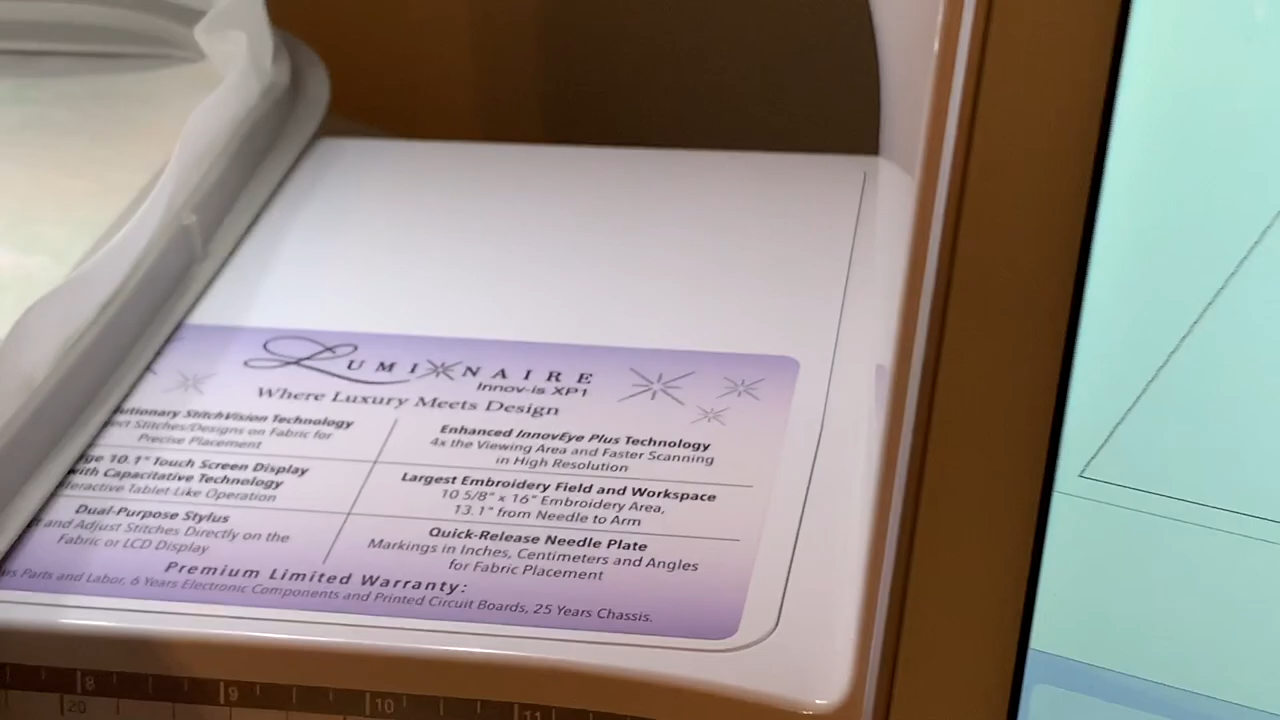 LUMINAIRE
Innov-is XP1
Where Luxury Meets Design
StitchVision Technology
Stitches/Designs on Fabric for
Precise Placement
10.1" Touch Screen Display
with Capacitative Technology
Tablet Like Operation
Dual-Purpose Stylus
and Adjust Stitches Directly on the
Fabric or LCD Display
Enhanced InnovEye Plus Technology
4x the Viewing Area and Faster Scanning
in High Resolution
Largest Embroidery Field and Workspace
10 5/8" x 16" Embroidery Area,
13.1" from Needle to Arm
Quick-Release Needle Plate
Markings in Inches, Centimeters and Angles
for Fabric Placement
Premium Limited Warranty:
Parts and Labor, 6 Years Electronic Components and Printed Circuit Boards, 25 Years Chassis.
8 9 10 11
20